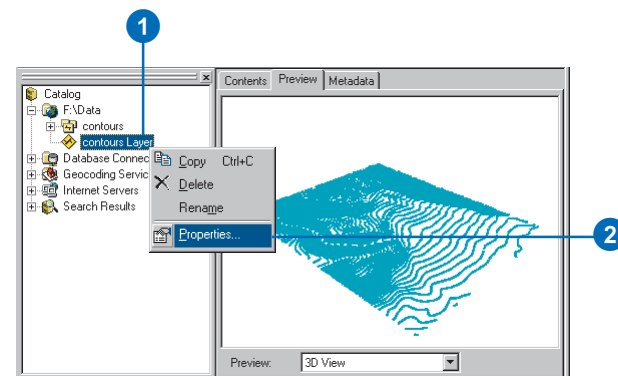 1
Catalog
F:\Data
contours
contours Layer
Database Connec
Geocoding Servic
Internet Servers
Search Results
Copy Ctrl+C
Delete
Rename
Properties...
2
Contents Preview Metadata
Preview: 3D View